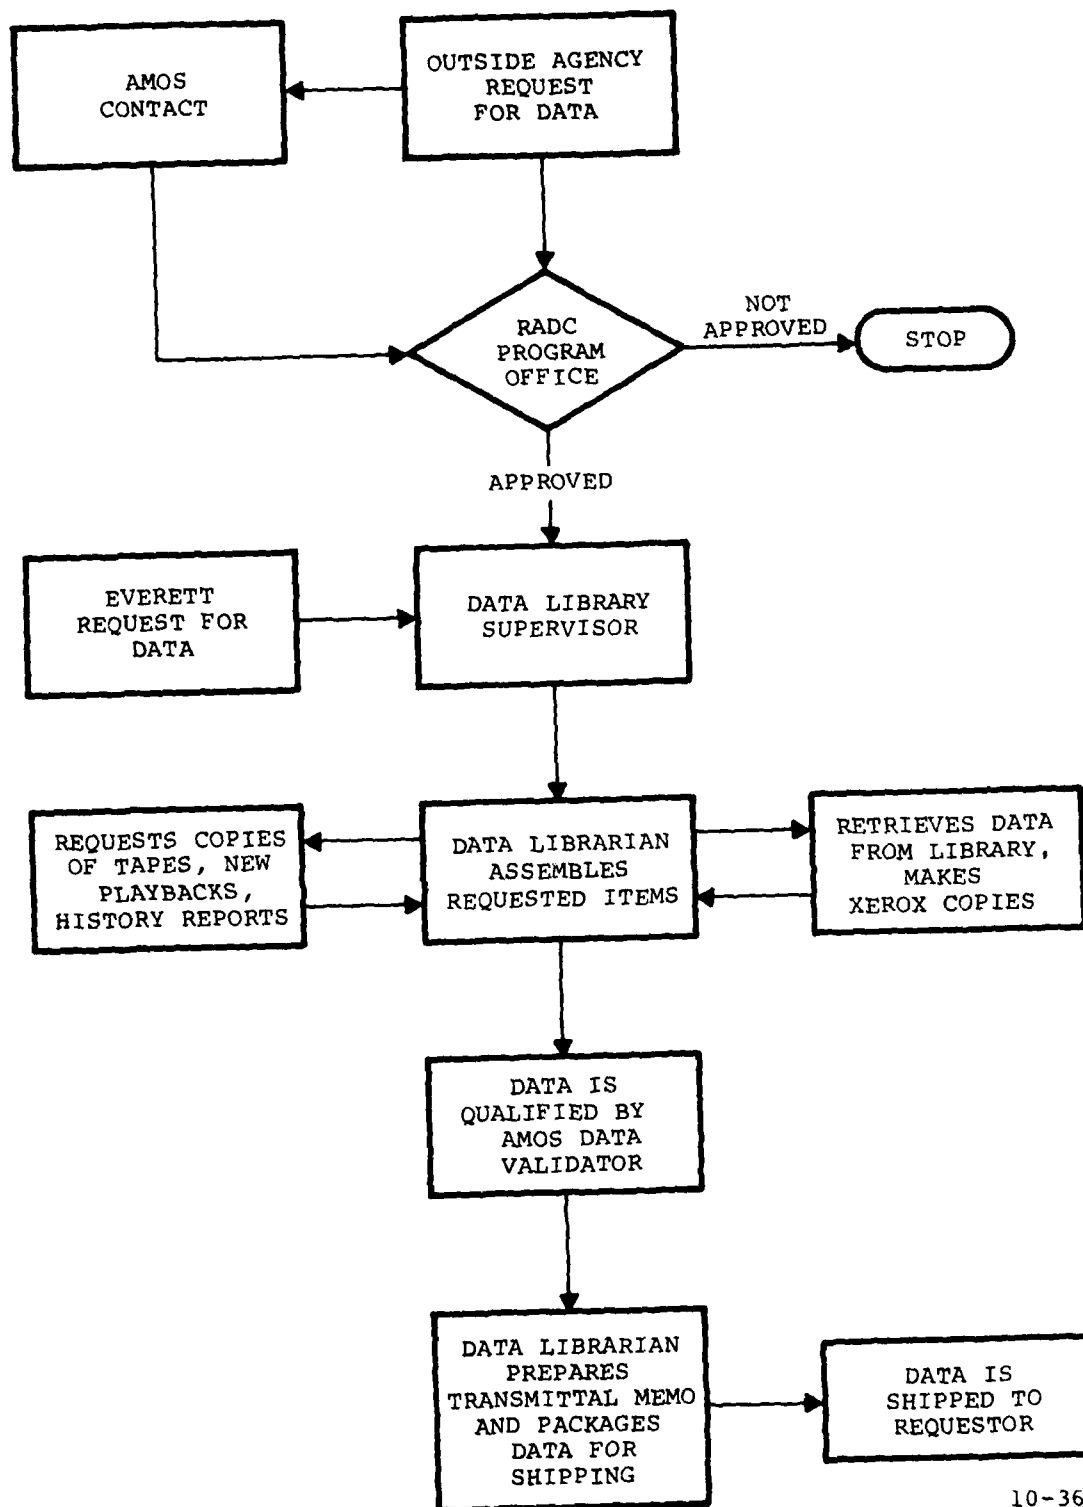 AMOS
CONTACT
OUTSIDE AGENCY
REQUEST
FOR DATA
RADC
PROGRAM
OFFICE
NOT
APPROVED
STOP
APPROVED
EVERETT
REQUEST FOR
DATA
DATA LIBRARY
SUPERVISOR
REQUESTS COPIES
OF TAPES, NEW
PLAYBACKS,
HISTORY REPORTS
DATA LIBRARIAN
ASSEMBLES
REQUESTED ITEMS
RETRIEVES DATA
FROM LIBRARY,
MAKES
XEROX COPIES
DATA IS
QUALIFIED BY
AMOS DATA
VALIDATOR
DATA LIBRARIAN
PREPARES
TRANSMITTAL MEMO
AND PACKAGES
DATA FOR
SHIPPING
DATA IS
SHIPPED TO
REQUESTOR
10-36